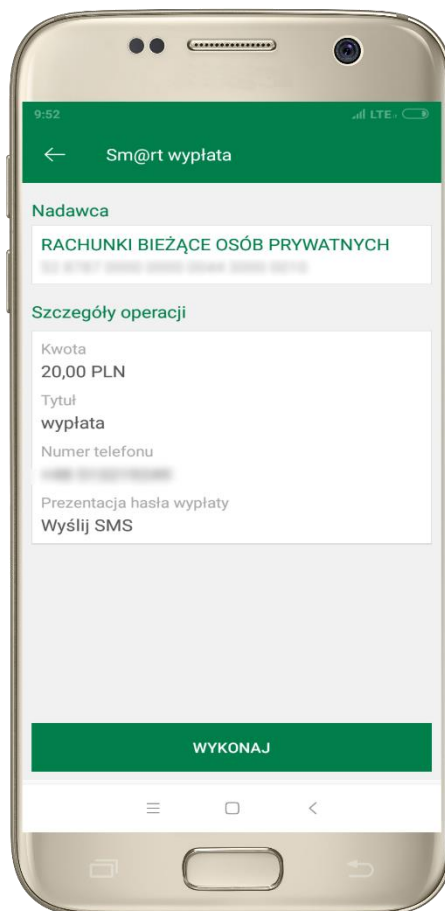 9:52
LTE
Sm@rt wypłata
Nadawca
RACHUNKI BIEŻĄCE OSÓB PRYWATNYCH
Szczegóły operacji
Kwota
20,00 PLN
Tytuł
wypłata
Numer telefonu
Prezentacja hasła wypłaty
Wyślij SMS
WYKONAJ